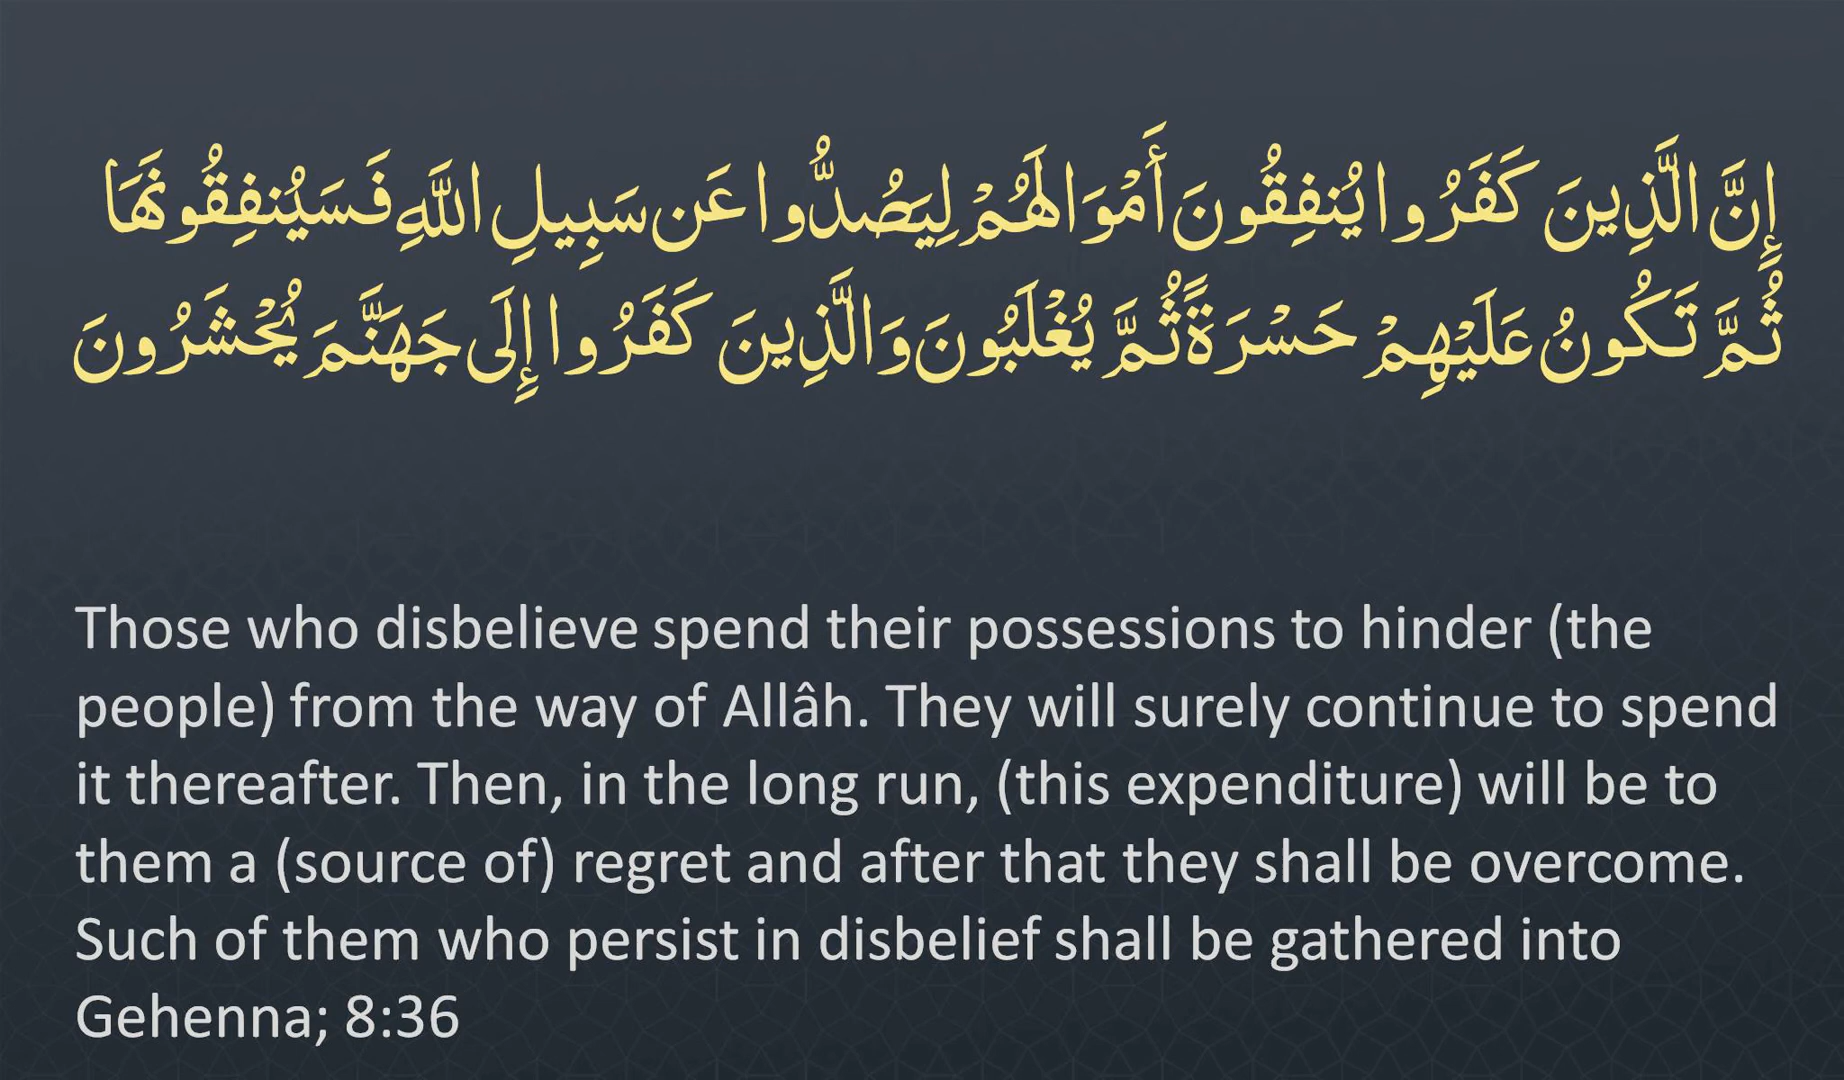 إِنَّ الَّذِينَ كَفَرُوا يُنفِقُونَ أَمْوَالَهُمْ لِيَصُدُّوا عَن سَبِيلِ اللَّهِ فَسَيُنفِقُونَهَا
ثُمَّ تَكُونُ عَلَيْهِمْ حَسْرَةً ثُمَّ يُغْلَبُونَ وَالَّذِينَ كَفَرُوا إِلَى جَهَنَّمَ يُحْشَرُونَ
Those who disbelieve spend their possessions to hinder (the
people) from the way of Allâh. They will surely continue to spend
it thereafter. Then, in the long run, (this expenditure) will be to
them a (source of) regret and after that they shall be overcome.
Such of them who persist in disbelief shall be gathered into
Gehenna; 8:36